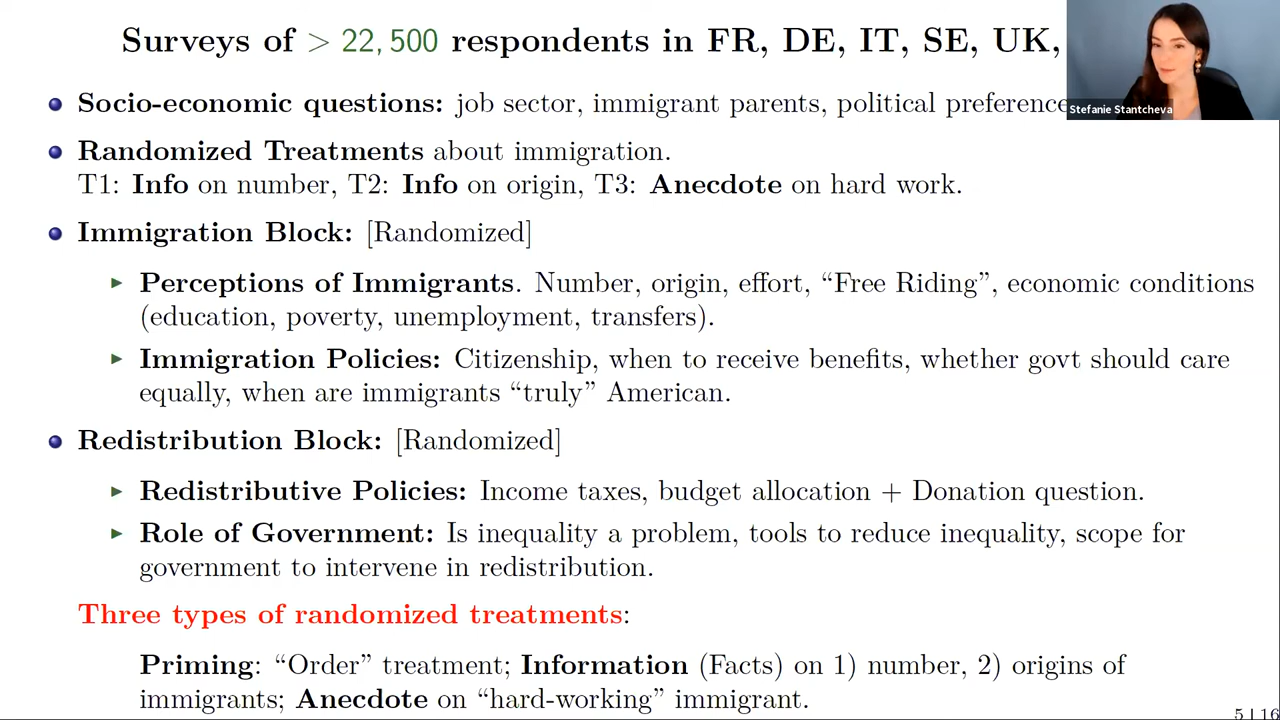 Surveys of > 22, 500 respondents in FR, DE, IT, SE, UK,
Stefanie Stantcheva
Socio-economic questions: job sector, immigrant parents, political preference
Randomized Treatments about immigration.
T1: Info on number, T2: Info on origin, T3: Anecdote on hard work.
Immigration Block: [Randomized]
Perceptions of Immigrants. Number, origin, effort, “Free Riding”, economic conditions
(education, poverty, unemployment, transfers).
Immigration Policies: Citizenship, when to receive benefits, whether govt should care
equally, when are immigrants “truly” American.
Redistribution Block: [Randomized]
Redistributive Policies: Income taxes, budget allocation + Donation question.
Role of Government: Is inequality a problem, tools to reduce inequality, scope for
government to intervene in redistribution.
Three types of randomized treatments:
Priming: “Order” treatment; Information (Facts) on 1) number, 2) origins of
immigrants; Anecdote on “hard-working” immigrant.
5 | 16